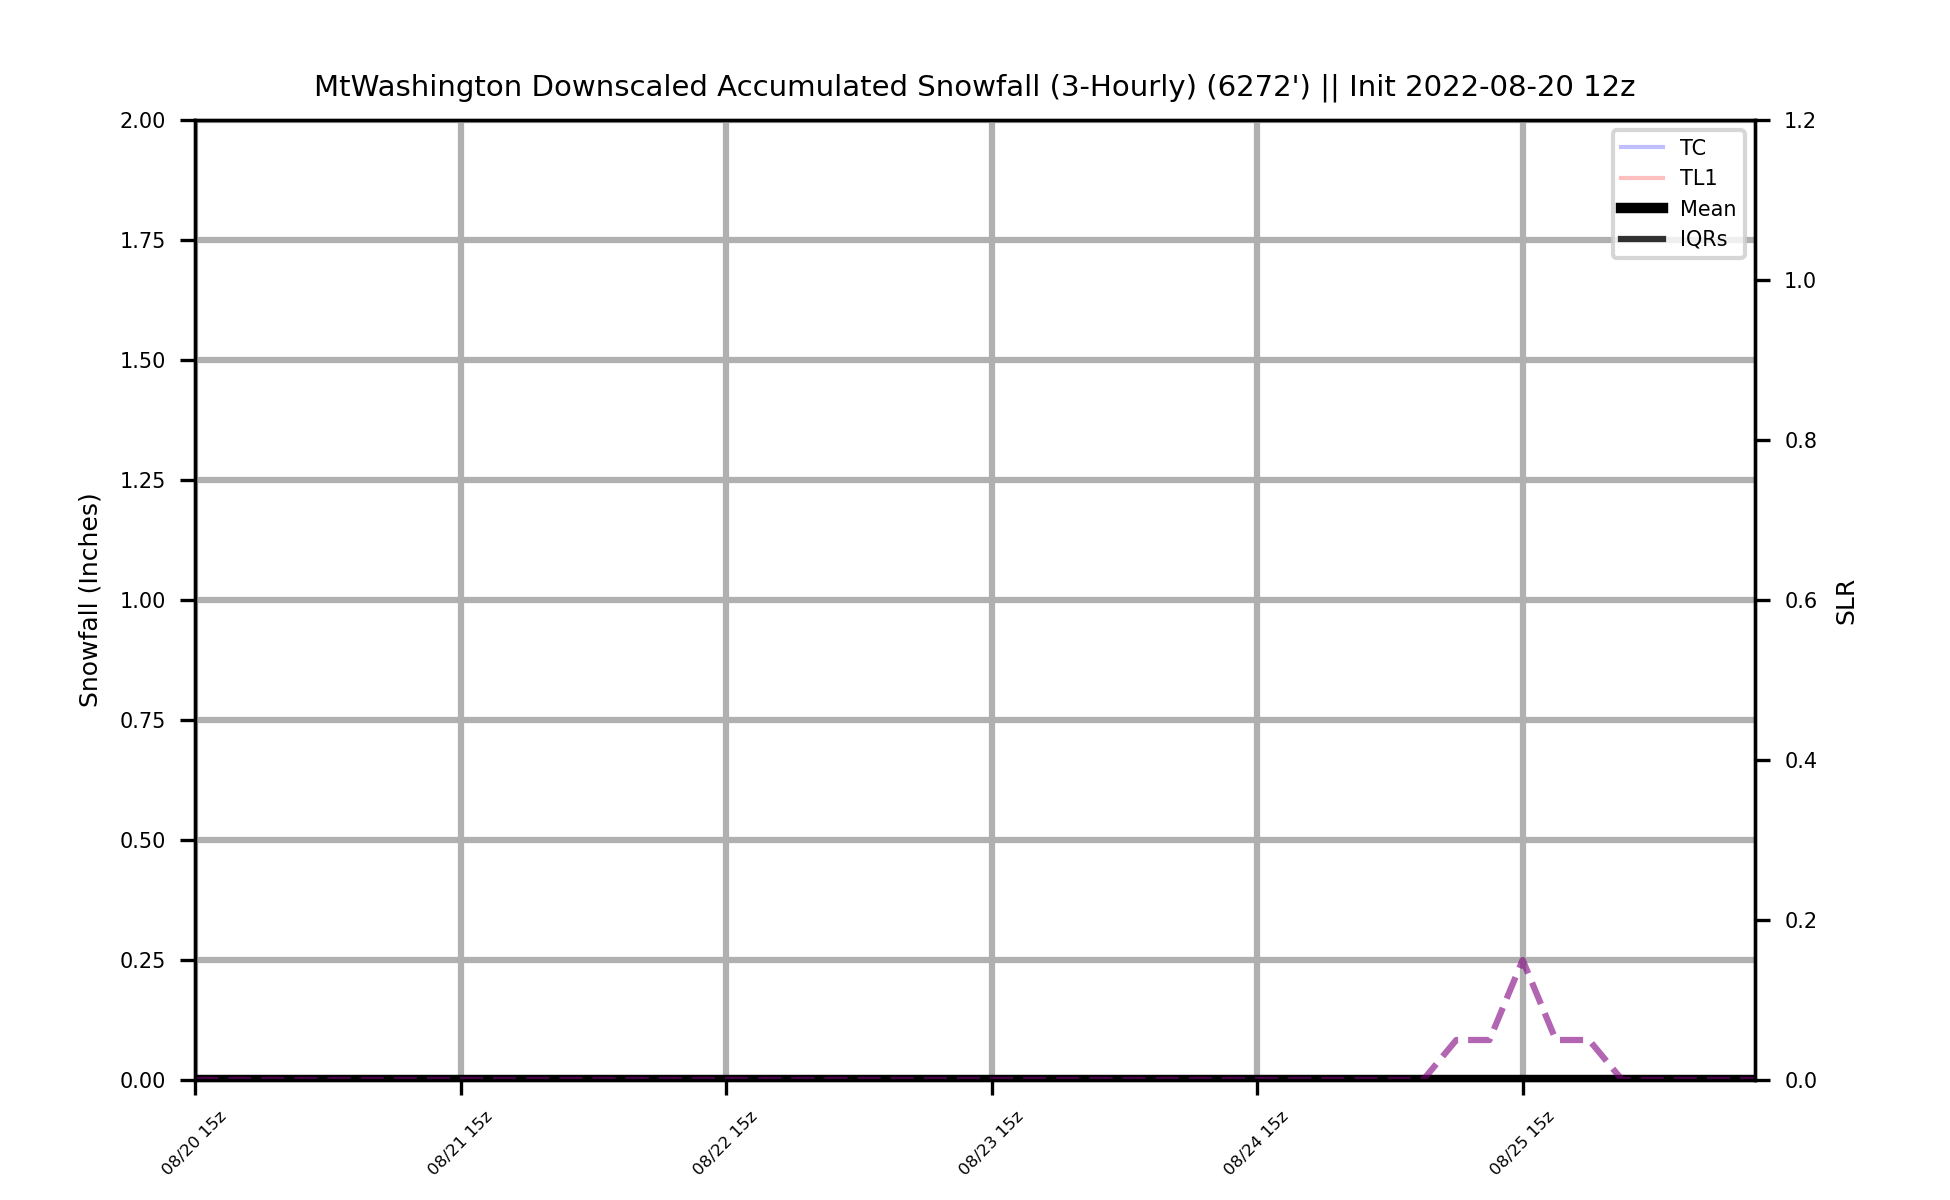 MtWashington Downscaled Accumulated Snowfall (3-Hourly) (6272') || Init 2022-08-20 12z
2.00
1.75
1.50
1.25
1.00
0.75
0.50
0.25
0.00
Snowfall (Inches)
TC
TL1
Mean
IQRs
1.2
1.0
0.8
0.6
0.4
0.2
0.0
SLR
08/20 15z
08/21 15z
08/22 15z
08/23 15z
08/24 15z
08/25 15z